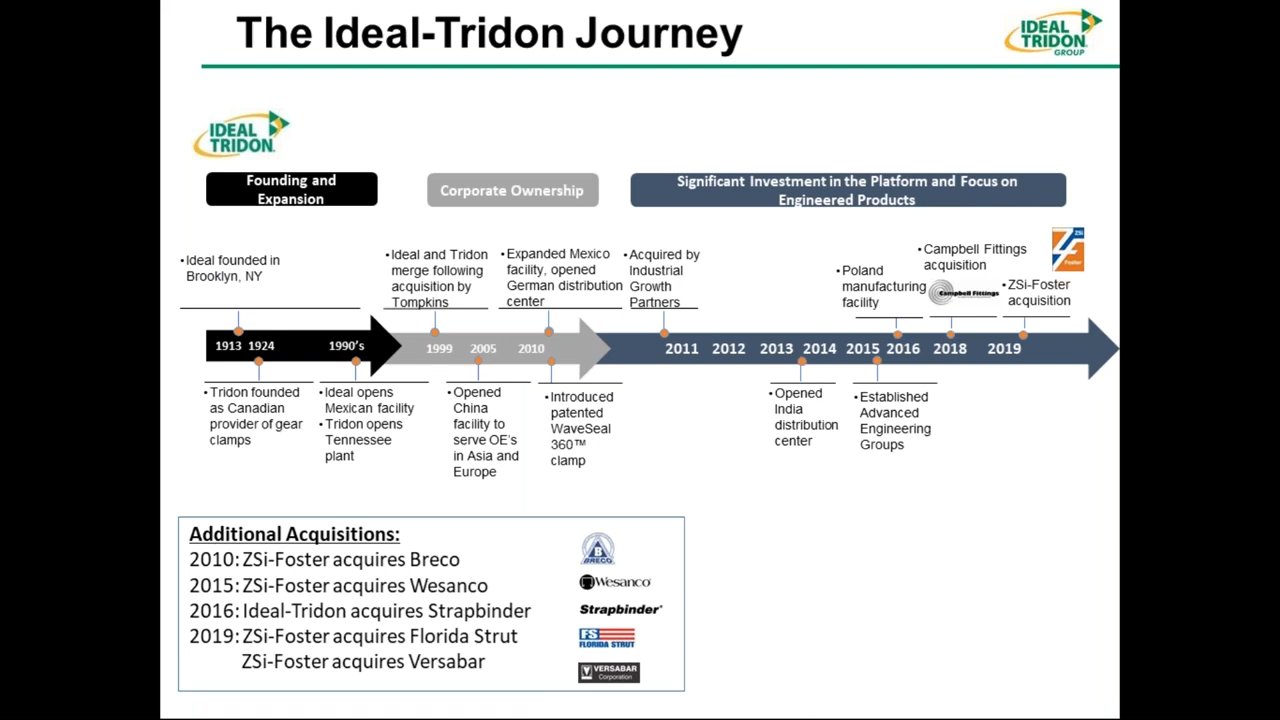 The Ideal-Tridon Journey
IDEAL
TRIDON
GROUP
IDEAL
TRIDON
Founding and
Expansion
Corporate Ownership
Significant Investment in the Platform and Focus on
Engineered Products
•Ideal founded in
Brooklyn, NY
•Ideal and Tridon
merge following
acquisition by
Tompkins
•Expanded Mexico
facility, opened
German distribution
center
•Acquired by
Industrial
Growth
Partners
•Poland
manufacturing
facility
•Campbell Fittings
acquisition
Campbell Fittings
ZSi
Foster
•ZSi-Foster
acquisition
1913 1924 1990's 1999 2005 2010 2011 2012 2013 2014 2015 2016 2018 2019
•Tridon founded
as Canadian
provider of gear
clamps
•Ideal opens
Mexican facility
•Tridon opens
Tennessee
plant
•Opened
China
facility to
serve OE's
in Asia and
Europe
•Introduced
patented
WaveSeal
360™
clamp
•Opened
India
distribution
center
•Established
Advanced
Engineering
Groups
Additional Acquisitions:
2010: ZSi-Foster acquires Breco
2015: ZSi-Foster acquires Wesanco
2016: Ideal-Tridon acquires Strapbinder
2019: ZSi-Foster acquires Florida Strut
ZSi-Foster acquires Versabar
B
BRECO
Wesanco
Strapbinder
FS
FLORIDA STRUT
V VERSABAR
Corporation